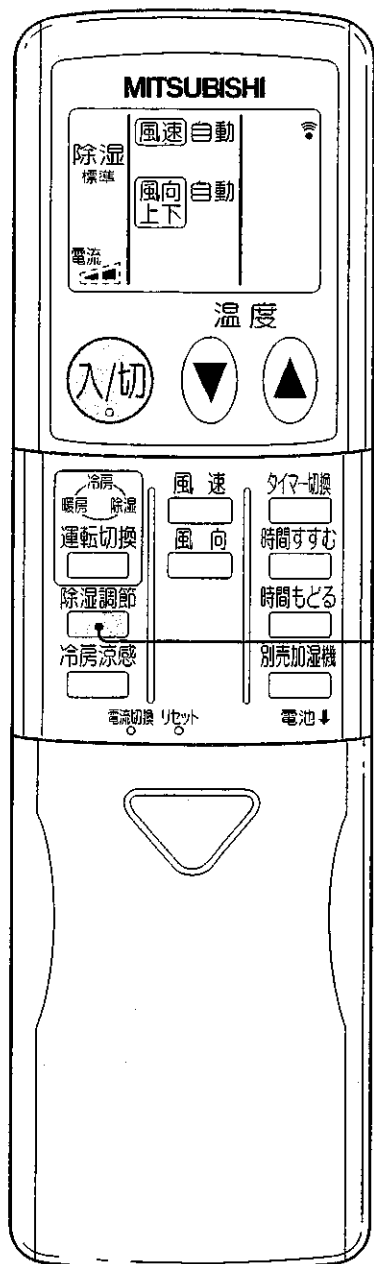 MITSUBISHI
除湿
標準
電流
風速 自動
風向
上下 自動
温度
入/切
▼
▲
冷房
暖房 除湿
運転切換
除湿調節
冷房涼感
風速
風向
タイマー切換
時間すすむ
時間もどる
別売加湿機
電流切換 リセット
電池⬇